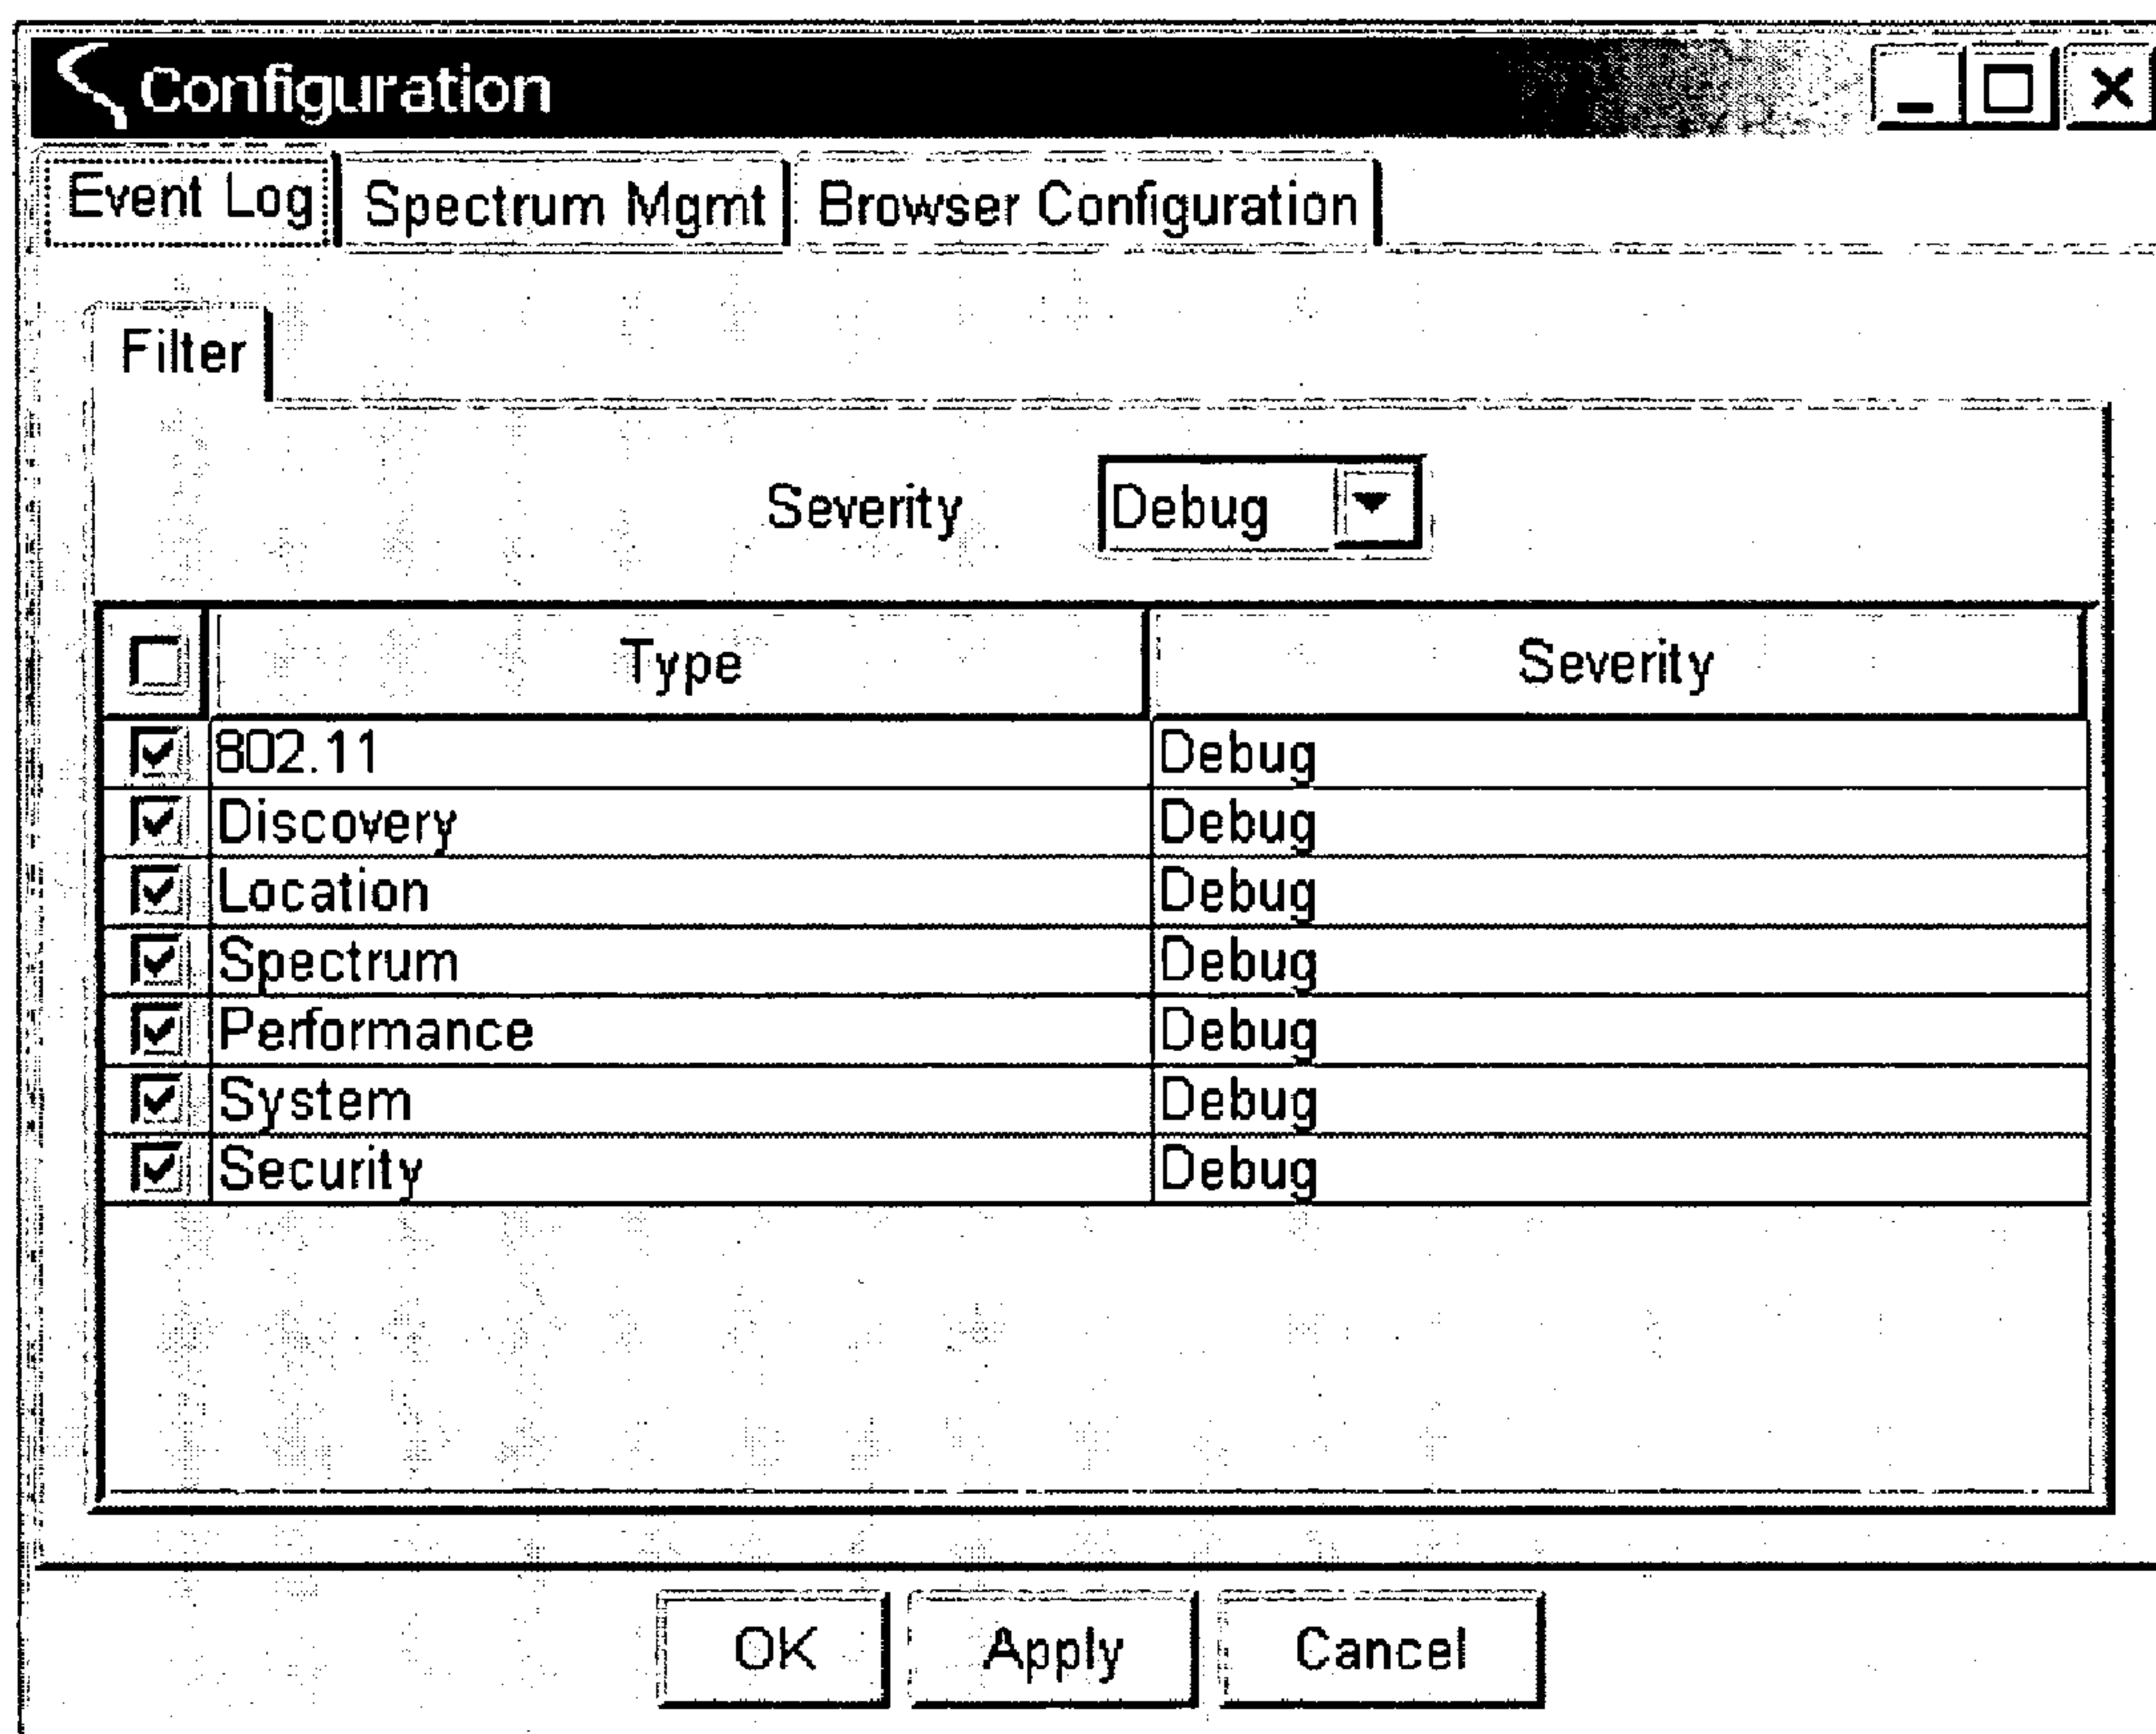 Configuration
Event Log Spectrum Mgmt Browser Configuration
Filter
Severity Debug
Type Severity
802.11 Debug
Discovery Debug
Location Debug
Spectrum Debug
Performance Debug
System Debug
Security Debug
OK Apply Cancel